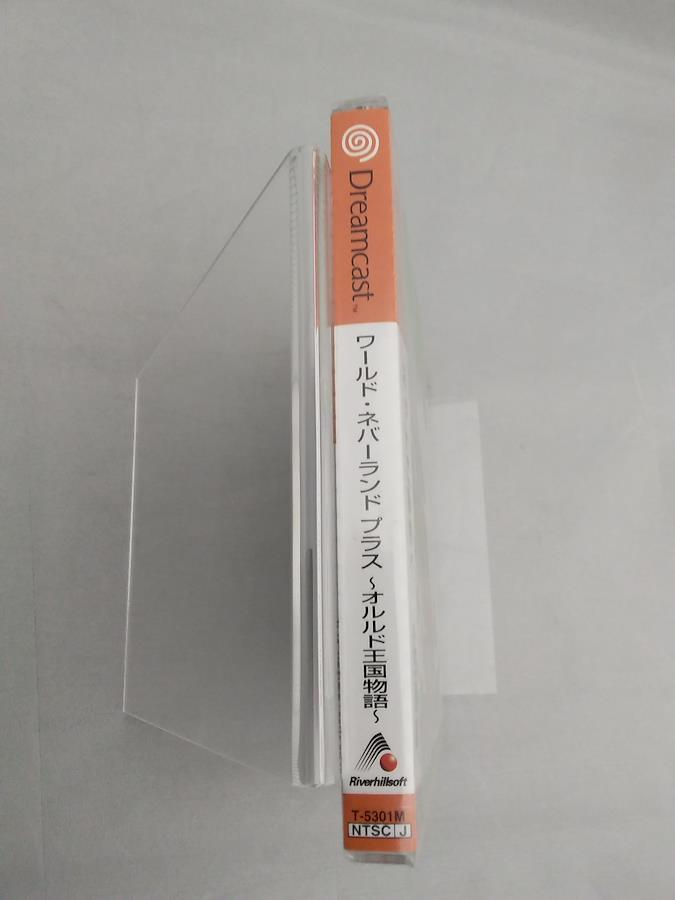 Dreamcast™
ワールド・ネバーランド プラス ～オルルド王国物語～
Riverhillsoft
T-5301M
NTSC J